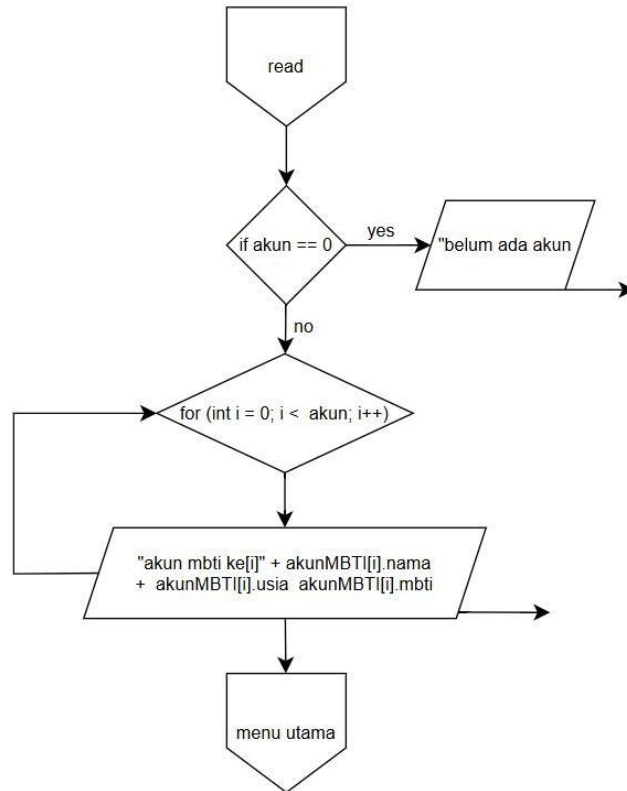 read
if akun == 0
yes
"belum ada akun
no
for (int i = 0; i < akun; i++)
"akun mbti ke[i]" + akunMBTI[i].nama
+ akunMBTI[i].usia akunMBTI[i].mbti
menu utama